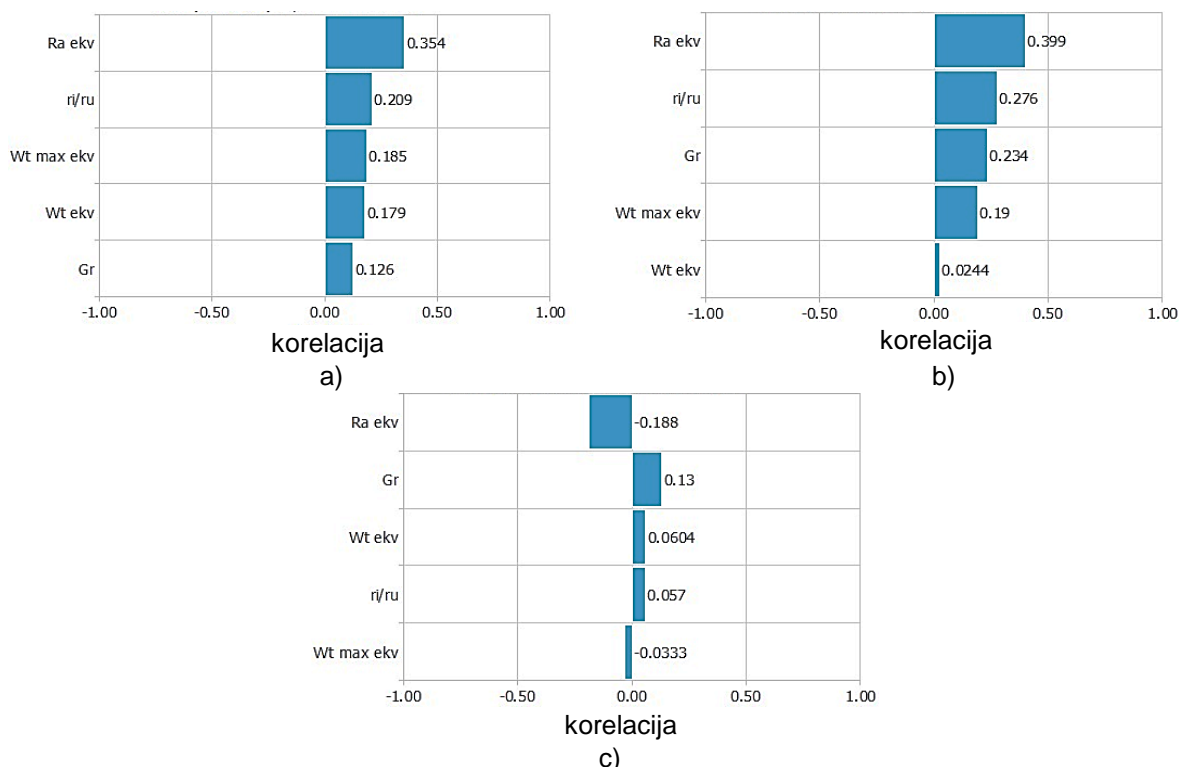 Ra ekv 0.354
ri/ru 0.209
Wt max ekv 0.185
Wt ekv 0.179
Gr 0.126
-1.00 -0.50 0.00 0.50 1.00
korelacija
a)
Ra ekv 0.399
ri/ru 0.276
Gr 0.234
Wt max ekv 0.19
Wt ekv 0.0244
-1.00 -0.50 0.00 0.50 1.00
korelacija
b)
Ra ekv -0.188
Gr 0.13
Wt ekv 0.0604
ri/ru 0.057
Wt max ekv -0.0333
-1.00 -0.50 0.00 0.50 1.00
korelacija
c)